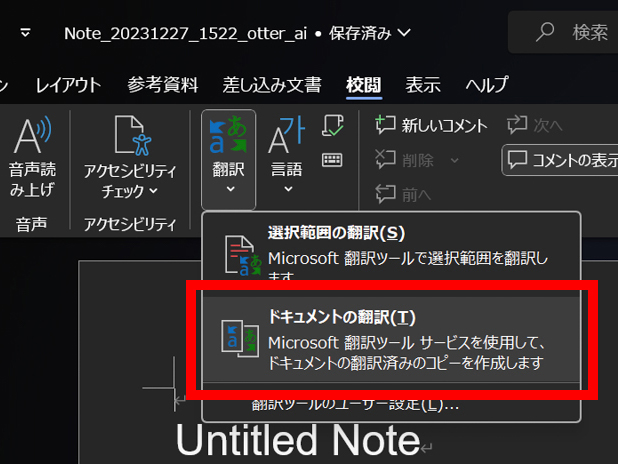 Note_20231227_1522_otter_ai • 保存済み
検索
レイアウト 参考資料 差し込み文書 校閲 表示 ヘルプ
音声読
み上げ
音声
アクセシビリティ
チェック
アクセシビリティ
翻訳
言語
新しいコメント
削除
前へ
次へ
コメントの表示
選択範囲の翻訳(S)
Microsoft 翻訳ツールで選択範囲を翻訳し
ます
ドキュメントの翻訳(T)
Microsoft 翻訳ツール サービスを使用して、
ドキュメントの翻訳済みのコピーを作成します
翻訳ツールのユーザー設定(L)...
Untitled Note